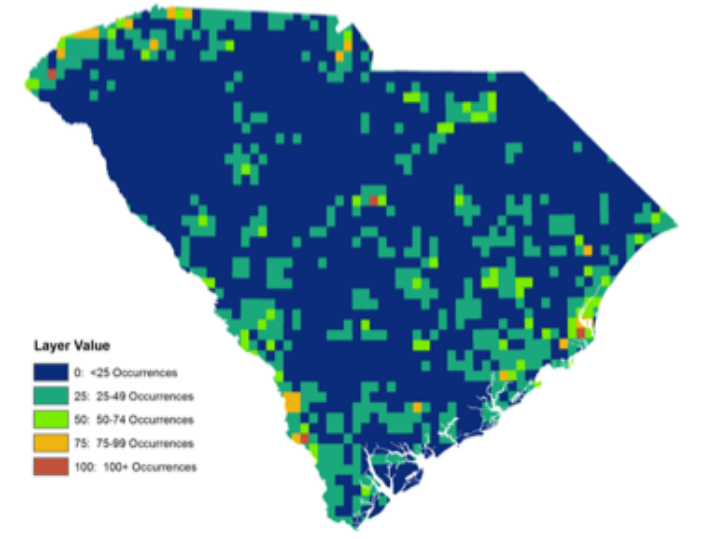 Layer Value
0: <25 Occurrences
25: 25-49 Occurrences
50: 50-74 Occurrences
75: 75-99 Occurrences
100: 100+ Occurrences